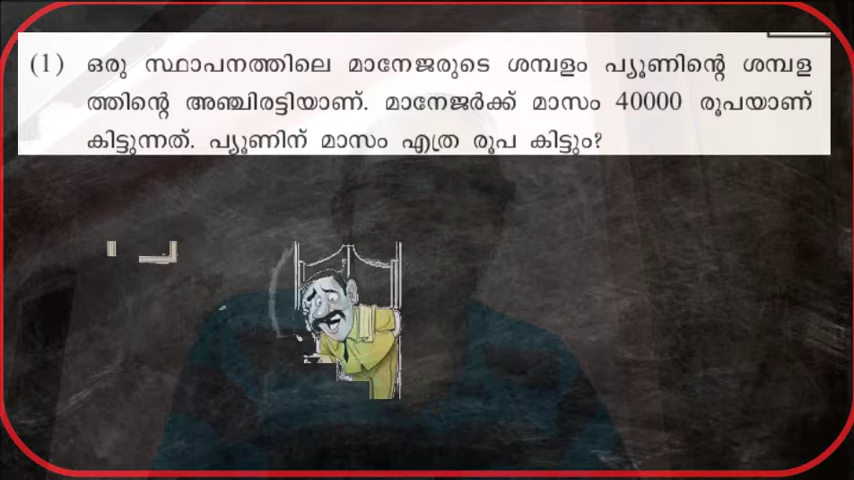 (1) ഒരു സ്ഥാപനത്തിലെ മാനേജരുടെ ശമ്പളം പ്യൂണിന്റെ ശമ്പള
ത്തിന്റെ അഞ്ചിരട്ടിയാണ്. മാനേജർക്ക് മാസം 40000 രൂപയാണ്
കിട്ടുന്നത്. പ്യൂണിന് മാസം എത്ര രൂപ കിട്ടും?